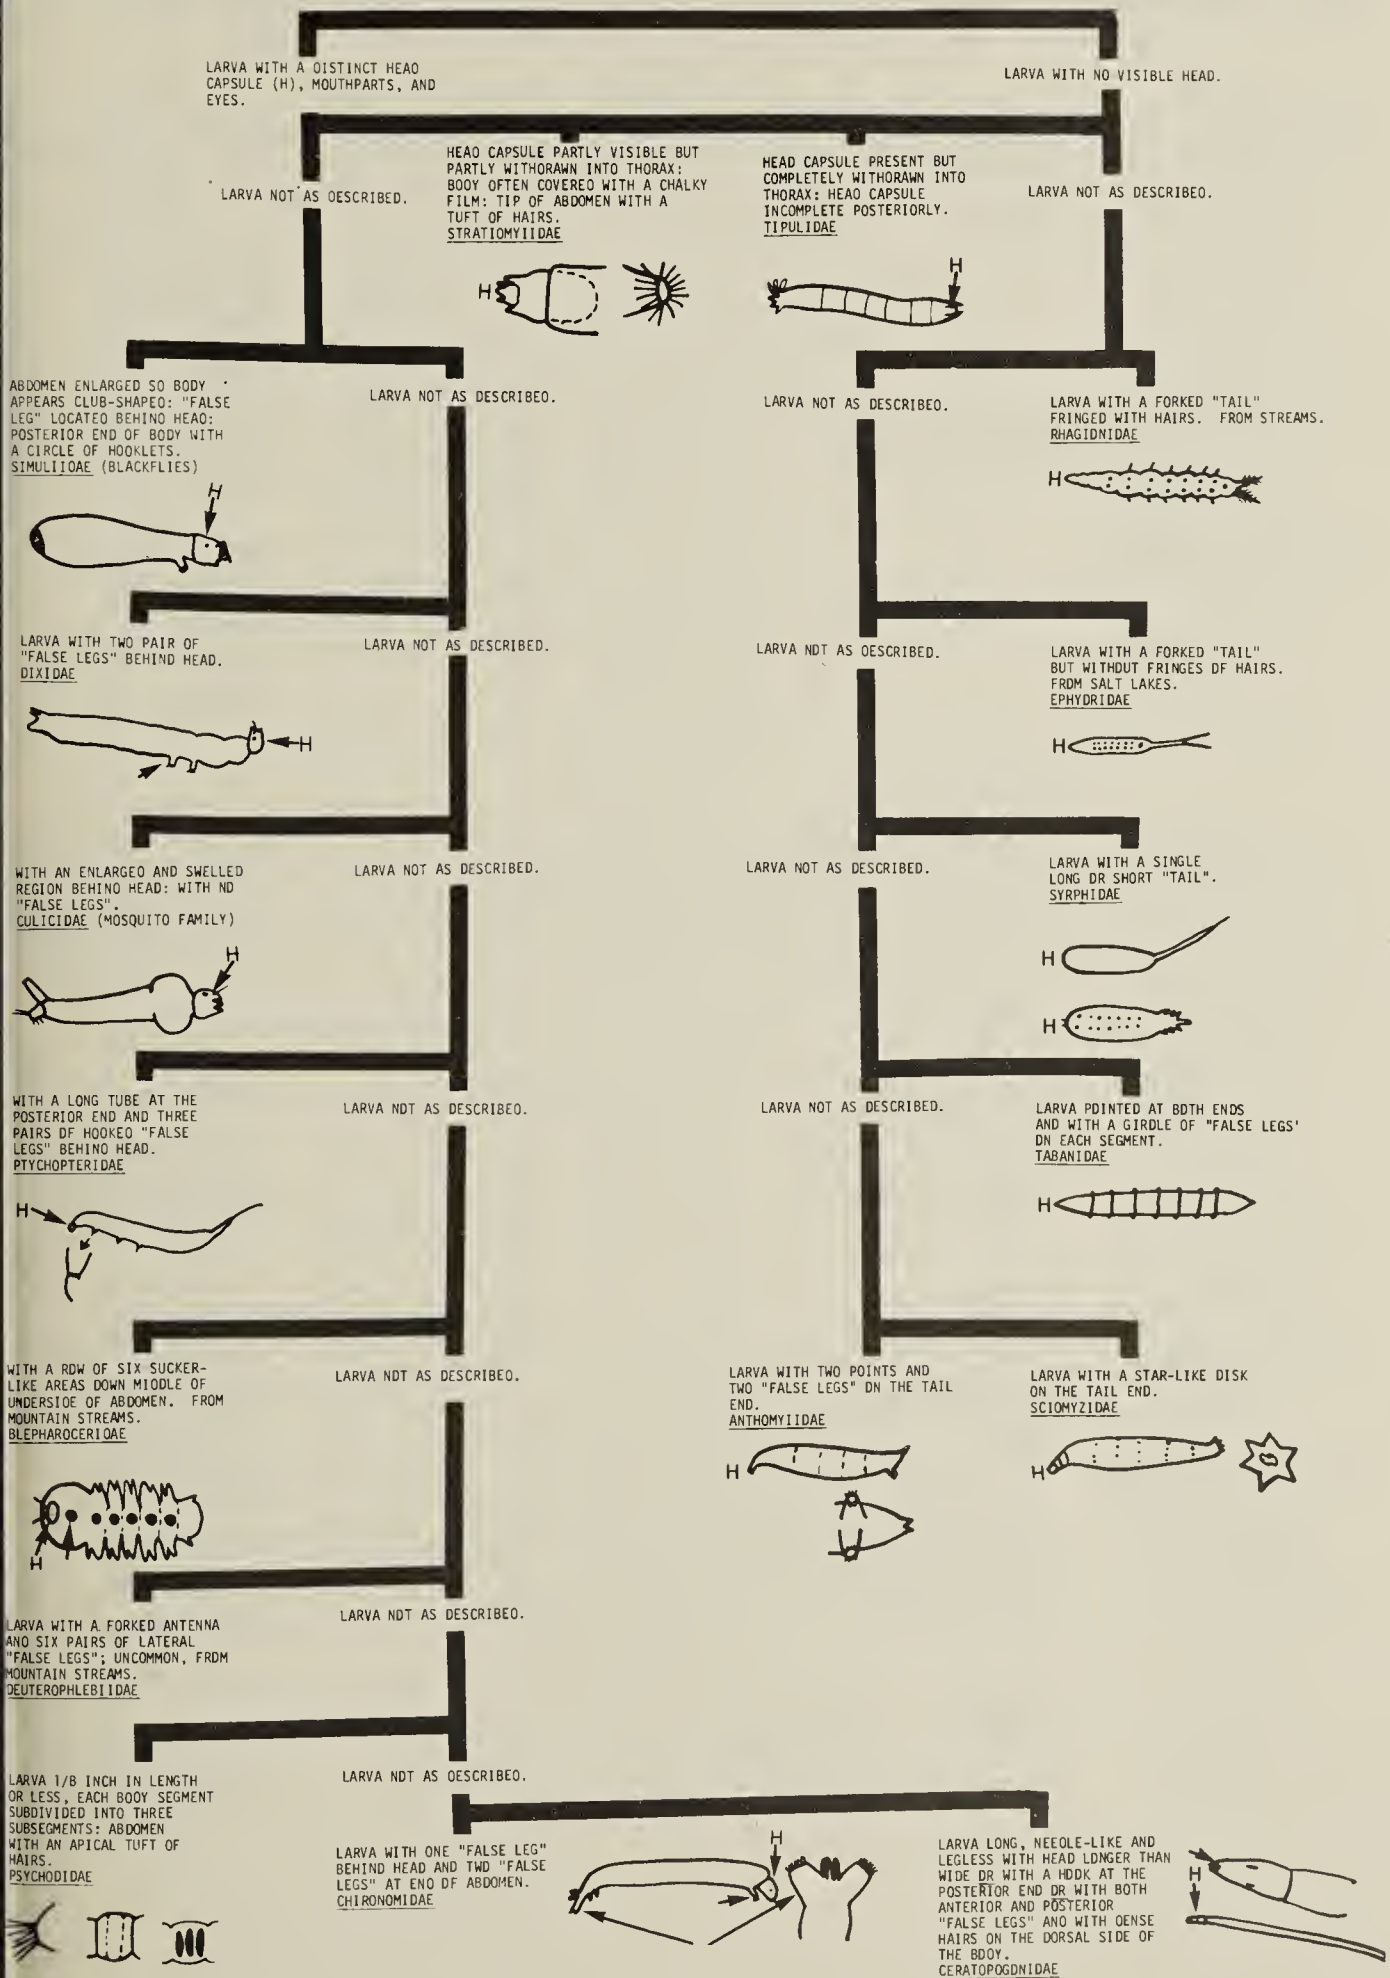 LARVA WITH A OISTINCT HEAO
CAPSULE (H), MOUTHPARTS, AND
EYES.
LARVA WITH NO VISIBLE HEAD.
LARVA NOT AS OESCRIBED.
HEAO CAPSULE PARTLY VISIBLE BUT
PARTLY WITHORAWN INTO THORAX:
BODY OFTEN COVERED WITH A CHALKY
FILM: TIP OF ABDOMEN WITH A
TUFT OF HAIRS.
STRATIOMYIIDAE
H
HEAD CAPSULE PRESENT BUT
COMPLETELY WITHORAWN INTO
THORAX: HEAO CAPSULE
INCOMPLETE POSTERIORLY.
TIPULIDAE
H
LARVA NOT AS DESCRIBEO.
ABDOMEN ENLARGED SO BODY
APPEARS CLUB-SHAPEO: "FALSE
LEG" LOCATED BEHINO HEAO:
POSTERIOR END OF BODY WITH
A CIRCLE OF HOOKLETS.
SIMULIIOAE (BLACKFLIES)
H
LARVA NOT AS DESCRIBEO.
LARVA NOT AS DESCRIBEO.
LARVA WITH A FORKED "TAIL"
FRINGED WITH HAIRS. FROM STREAMS.
RHAGIDNIDAE
H
LARVA WITH TWO PAIR OF
"FALSE LEGS" BEHIND HEAD.
DIXIDAE
H
LARVA NOT AS DESCRIBED.
LARVA NDT AS OESCRIBED.
LARVA WITH A FORKED "TAIL"
BUT WITHDUT FRINGES DF HAIRS.
FRDM SALT LAKES.
EPHYDRIDAE
H
WITH AN ENLARGEO AND SWELLED
REGION BEHINO HEAD: WITH ND
"FALSE LEGS".
CULICIDAE (MOSQUITO FAMILY)
H
LARVA NOT AS DESCRIBED.
LARVA NOT AS DESCRIBED.
LARVA WITH A SINGLE
LONG DR SHORT "TAIL".
SYRPHIDAE
H
H
WITH A LONG TUBE AT THE
POSTERIOR END AND THREE
PAIRS DF HOOKEO "FALSE
LEGS" BEHINO HEAD.
PTYCHOPTERIDAE
H
LARVA NDT AS DESCRIBEO.
LARVA NOT AS DESCRIBED.
LARVA PDINTED AT BDTH ENDS
AND WITH A GIRDLE OF "FALSE LEGS'
DN EACH SEGMENT.
TABANIDAE
H
WITH A RDW OF SIX SUCKER-
LIKE AREAS DOWN MIODLE OF
UNDERSIOE OF ABDOMEN. FROM
MOUNTAIN STREAMS.
BLEPHAROCERIOAE
H
LARVA NDT AS DESCRIBEO.
LARVA WITH TWO POINTS AND
TWO "FALSE LEGS" DN THE TAIL
END.
ANTHOMYIIDAE
H
LARVA WITH A STAR-LIKE DISK
ON THE TAIL END.
SCIOMYZIDAE
H
LARVA WITH A FORKED ANTENNA
ANO SIX PAIRS OF LATERAL
"FALSE LEGS"; UNCOMMON, FRDM
MOUNTAIN STREAMS.
DEUTEROPHLEBIIDAE
LARVA NDT AS DESCRIBEO.
LARVA 1/B INCH IN LENGTH
OR LESS, EACH BOOY SEGMENT
SUBDIVIDED INTO THREE
SUBSEGMENTS: ABDOMEN
WITH AN APICAL TUFT OF
HAIRS.
PSYCHODIDAE
LARVA NDT AS OESCRIBEO.
LARVA WITH ONE "FALSE LEG"
BEHIND HEAD AND TWD "FALSE
LEGS" AT ENO DF ABDOMEN.
CHIRONOMIDAE
H
LARVA LONG, NEEOLE-LIKE AND
LEGLESS WITH HEAD LDNGER THAN
WIDE DR WITH A HDDK AT THE
POSTERIOR END DR WITH BOTH
ANTERIOR AND POSTERIOR
"FALSE LEGS" ANO WITH OENSE
HAIRS ON THE DORSAL SIDE OF
THE BDDY.
CERATOPOGDNIDAE
H